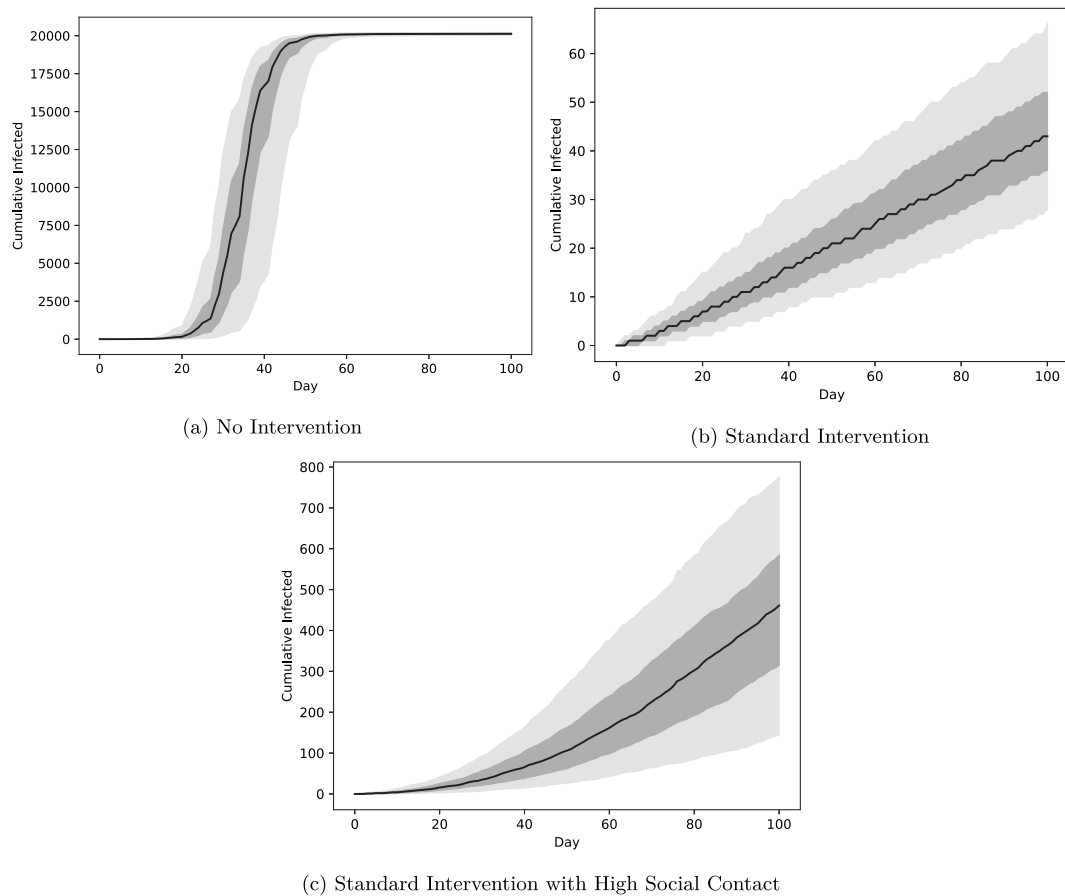 20000
17500
15000
12500
10000
7500
5000
2500
0
Cumulative Infected
0 20 40 60 80 100
Day
(a) No Intervention
60
50
40
30
20
10
0
Cumulative Infected
0 20 40 60 80 100
Day
(b) Standard Intervention
800
700
600
500
400
300
200
100
0
Cumulative Infected
0 20 40 60 80 100
Day
(c) Standard Intervention with High Social Contact